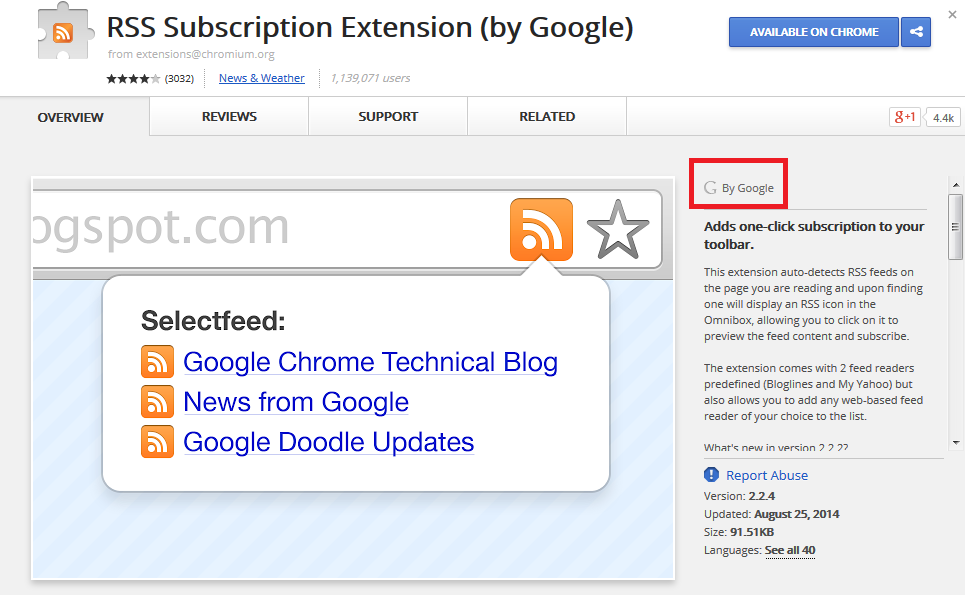 RSS Subscription Extension (by Google)
AVAILABLE ON CHROME
from extensions@chromium.org
(3032)
News & Weather
1,139,071 users
OVERVIEW
REVIEWS
SUPPORT
RELATED
g+1
4.4k
ogspot.com
Selectfeed:
Google Chrome Technical Blog
News from Google
Google Doodle Updates
G By Google
Adds one-click subscription to your
toolbar.
This extension auto-detects RSS feeds on
the page you are reading and upon finding
one will display an RSS icon in the
Omnibox, allowing you to click on it to
preview the feed content and subscribe.
The extension comes with 2 feed readers
predefined (Bloglines and My Yahoo) but
also allows you to add any web-based feed
reader of your choice to the list.
What's new in version 2.2.2?
Report Abuse
Version: 2.2.4
Updated: August 25, 2014
Size: 91.51KB
Languages: See all 40